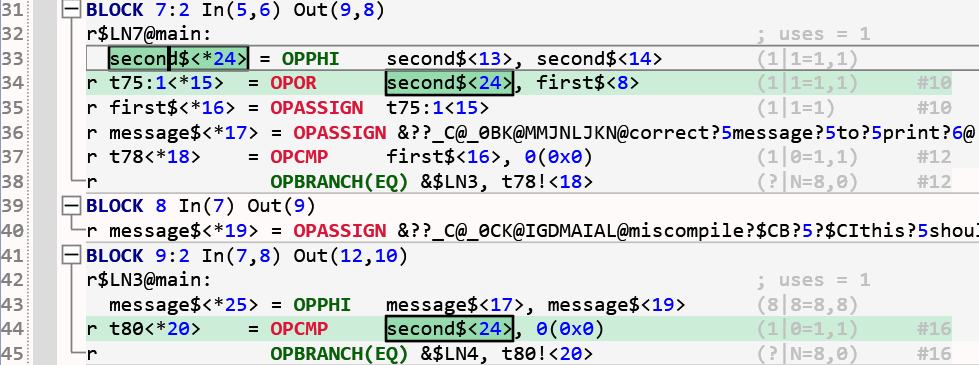 31 BLOCK 7:2 In(5,6) Out(9,8)
32 r$LN7@main: ; uses = 1
33 second$<*24> = OPPHI second$<13>, second$<14> (1|1=1,1)
34 r t75:1<*15> = OPOR second$<24>, first$<8> (1|1=1,1) #10
35 r first$<*16> = OPASSIGN t75:1<15> (1|1=1) #10
36 r message$<*17> = OPASSIGN &??_C@_0BK@MMJNLJKN@correct?5message?5to?5print?6@
37 r t78<*18> = OPCMP first$<16>, 0(0x0) (1|0=1,1) #12
38 r OPBRANCH(EQ) &$LN3, t78!<18> (?|N=8,0) #12
39 BLOCK 8 In(7) Out(9)
40 r message$<*19> = OPASSIGN &??_C@_0CK@IGDMAIAL@miscompile?$CB?5?$CIthis?5shoul
41 BLOCK 9:2 In(7,8) Out(12,10)
42 r$LN3@main: ; uses = 1
43 message$<*25> = OPPHI message$<17>, message$<19> (8|8=8,8)
44 r t80<*20> = OPCMP second$<24>, 0(0x0) (1|0=1,1) #16
45 r OPBRANCH(EQ) &$LN4, t80!<20> (?|N=8,0) #16